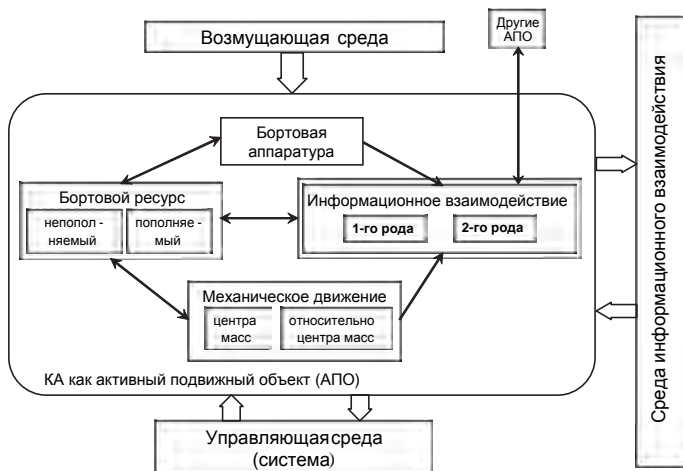 Возмущающая среда
Другие
АПО
Бортовая
аппаратура
Бортовой ресурс
непопол -
няемый
пополняе -
мый
Информационное взаимодействие
1-го рода
2-го рода
Механическое движение
центра
масс
относительно
центра масс
КА как активный подвижный объект (АПО)
Управляющая среда
(система)
Среда информационного взаимодействия